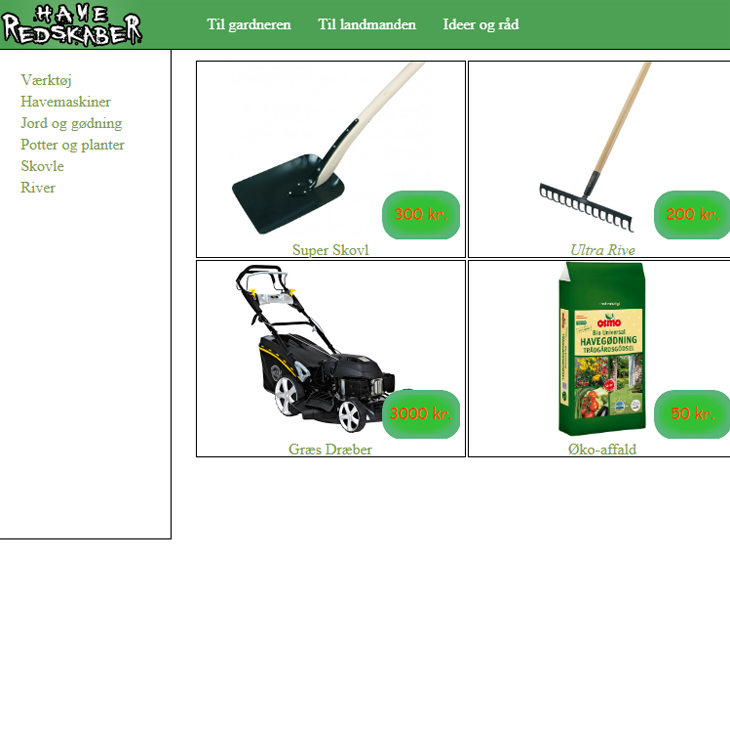 HAVE
REDSKABER
Til gardneren Til landmanden Ideer og råd
Værktøj
Havemaskiner
Jord og gødning
Potter og planter
Skovle
River
300 kr.
Super Skovl
200 kr.
Ultra Rive
3000 kr.
Græs Dræber
osmo
Bio Universal
HAVEGØDNING
TRÄDGÅRDSGÖDSEL
50 kr.
Øko-affald